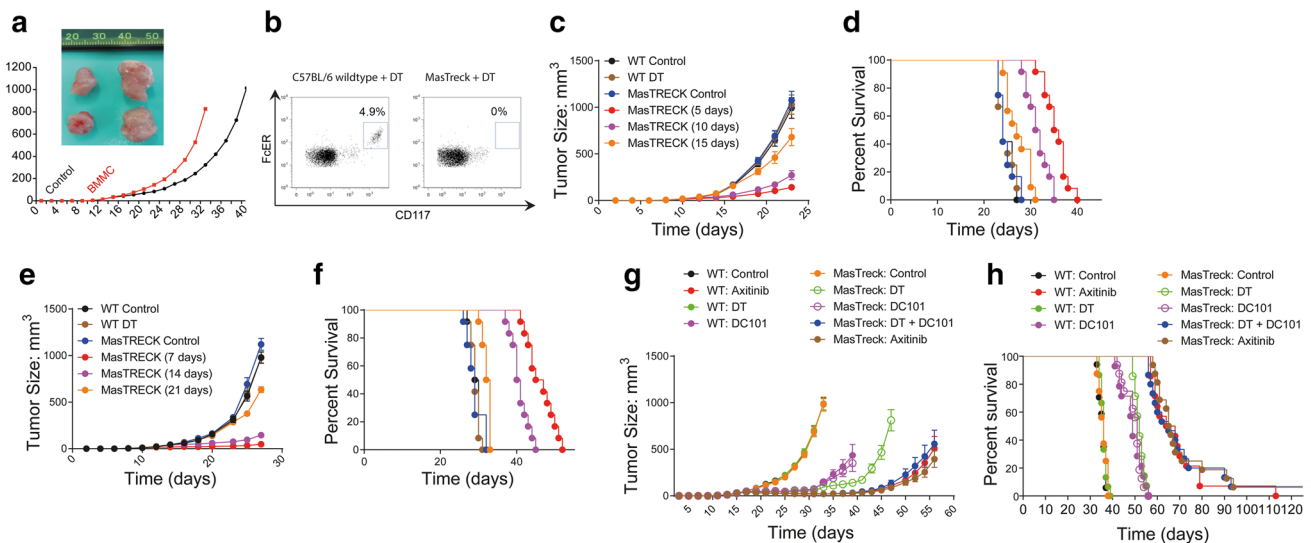 a
20 30 40 50
1200
1000
800
600
400
200
0
Control
BMMC
0 4 8 12 16 20 24 28 32 36 40
b
C57BL/6 wildtype + DT
MasTreck + DT
4.9%
0%
FcER
CD117
c
WT Control
WT DT
MasTRECK Control
MasTRECK (5 days)
MasTRECK (10 days)
MasTRECK (15 days)
Tumor Size: mm3
1500
1000
500
0
0 5 10 15 20 25
Time (days)
d
Percent Survival
100
80
60
40
20
0
0 10 20 30 40
Time (days)
e
WT Control
WT DT
MasTRECK Control
MasTRECK (7 days)
MasTRECK (14 days)
MasTRECK (21 days)
Tumor Size: mm3
1500
1000
500
0
0 10 20 30
Time (days)
f
Percent Survival
100
80
60
40
20
0
0 20 40
Time (days)
g
WT: Control
WT: Axitinib
WT: DT
WT: DC101
MasTreck: Control
MasTreck: DT
MasTreck: DC101
MasTreck: DT + DC101
MasTreck: Axitinib
Tumor Size: mm3
1500
1000
500
0
5 10 15 20 25 30 35 40 45 50 55 60
Time (days
h
WT: Control
WT: Axitinib
WT: DT
WT: DC101
MasTreck: Control
MasTreck: DT
MasTreck: DC101
MasTreck: DT + DC101
MasTreck: Axitinib
Percent survival
100
80
60
40
20
0
0 10 20 30 40 50 60 70 80 90 100 110 120
Time (days)